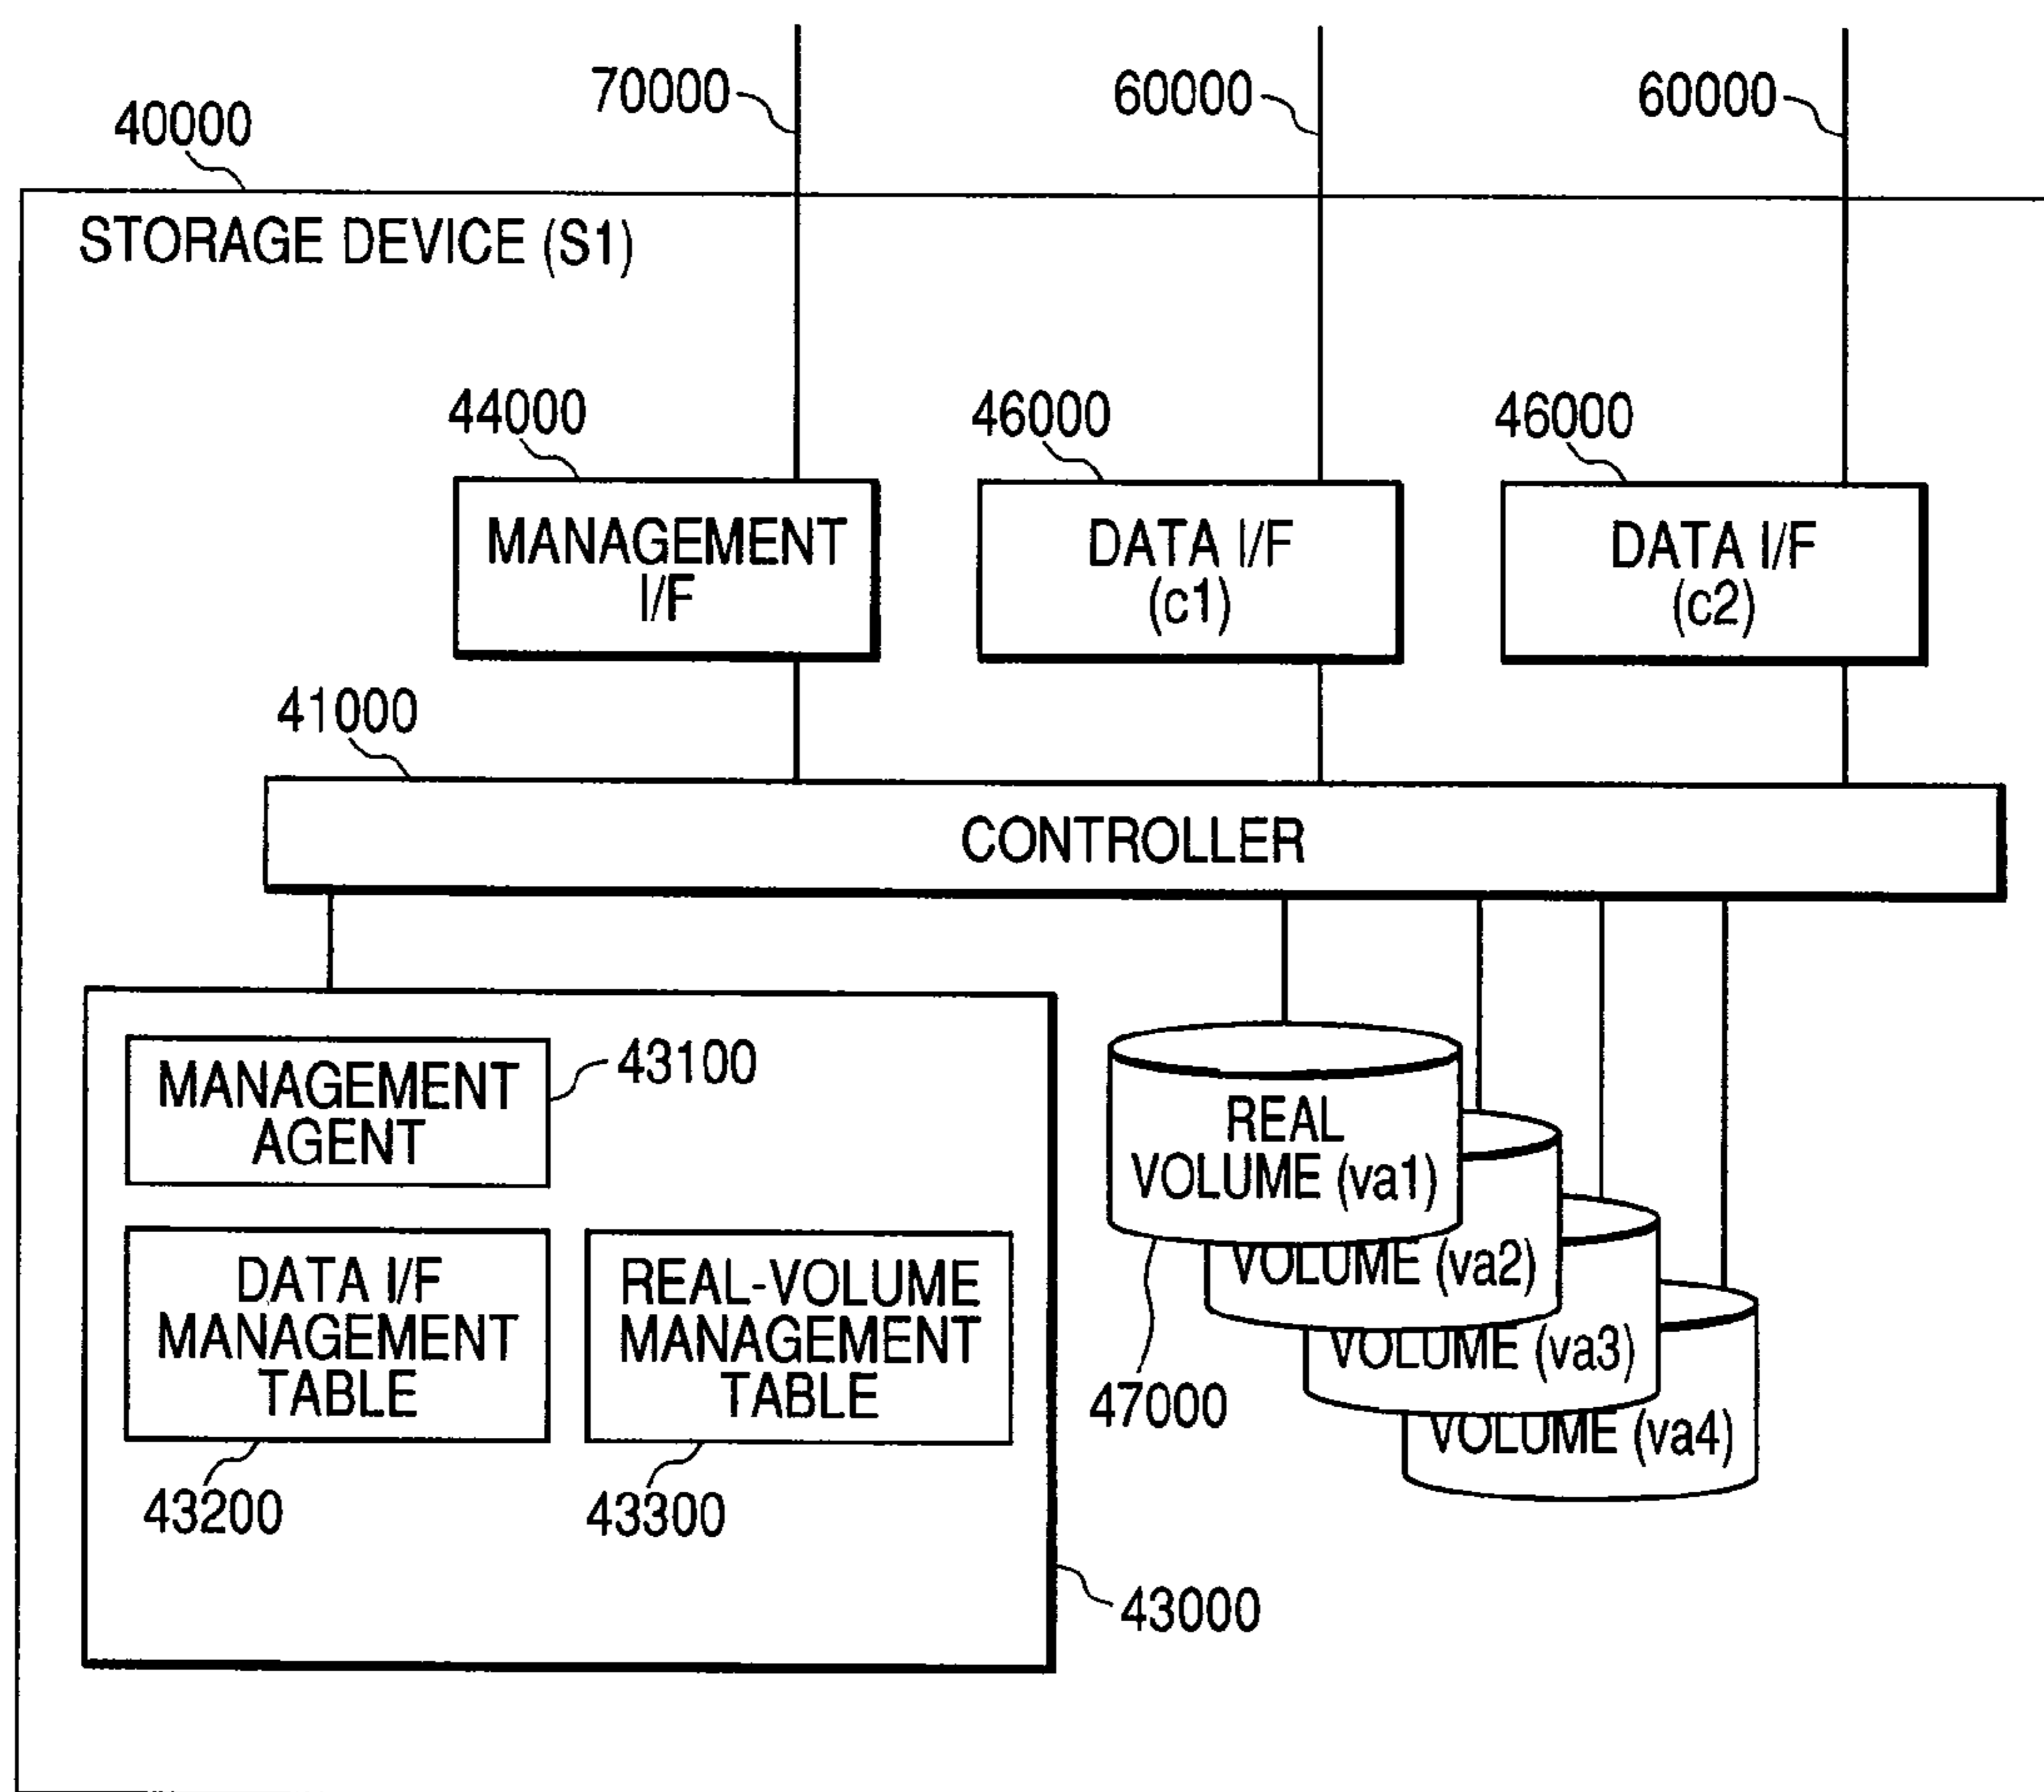 70000
60000
60000
40000
STORAGE DEVICE (S1)
44000
46000
46000
MANAGEMENT
I/F
DATA I/F
(c1)
DATA I/F
(c2)
41000
CONTROLLER
MANAGEMENT
AGENT
43100
REAL
VOLUME (va1)
DATA I/F
MANAGEMENT
TABLE
REAL-VOLUME
MANAGEMENT
TABLE
VOLUME (va2)
VOLUME (va3)
VOLUME (va4)
47000
43200
43300
43000